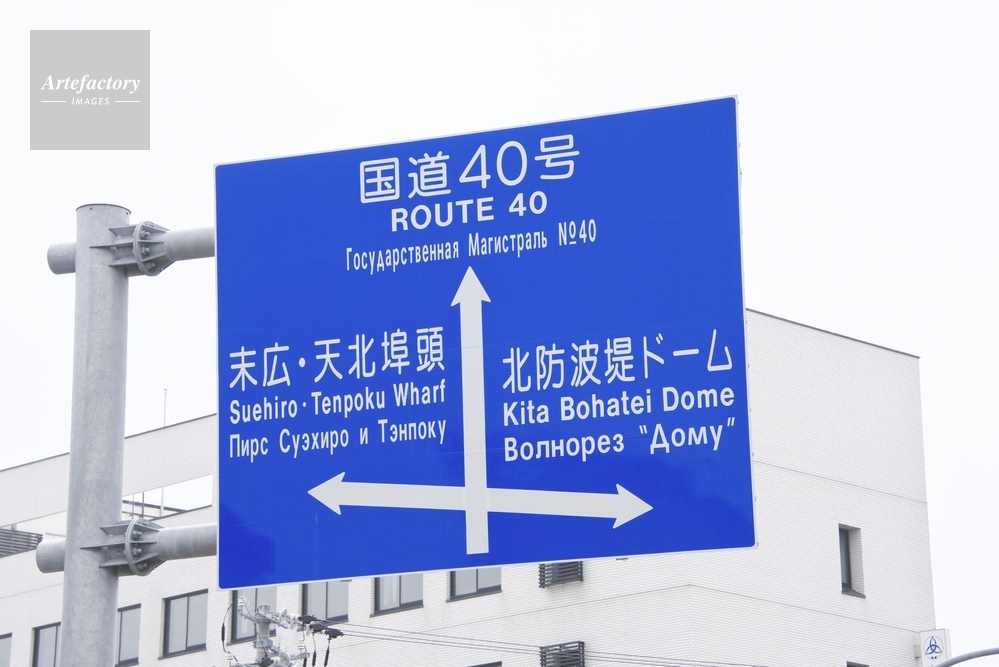 Artefactory
IMAGES
国道40号
ROUTE 40
Государственная Магистраль №40
末広・天北埠頭
Suehiro・Tenpoku Wharf
Пирс Суэхиро и Тэнпоку
北防波堤ドーム
Kita Bohatei Dome
Волнорез "Дому"